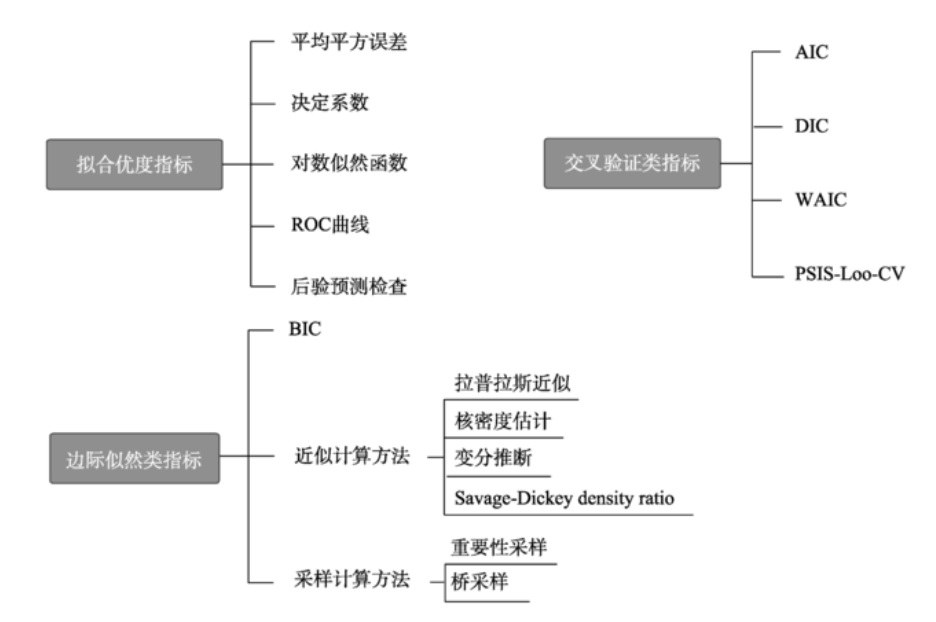 拟合优度指标
平均平方误差
决定系数
对数似然函数
ROC曲线
后验预测检查
交叉验证类指标
AIC
DIC
WAIC
PSIS-Loo-CV
边际似然类指标
BIC
近似计算方法
拉普拉斯近似
核密度估计
变分推断
Savage-Dickey density ratio
采样计算方法
重要性采样
桥采样